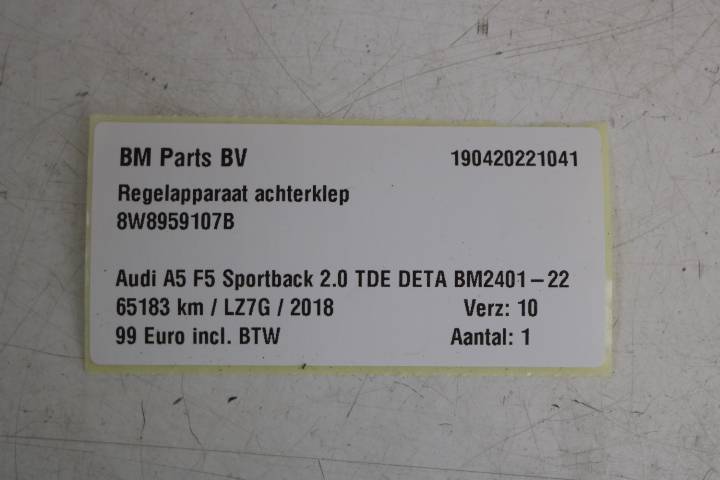 BM Parts BV 190420221041
Regelapparaat achterklep
8W8959107B
Audi A5 F5 Sportback 2.0 TDE DETA BM2401-22
65183 km / LZ7G / 2018 Verz: 10
99 Euro incl. BTW Aantal: 1